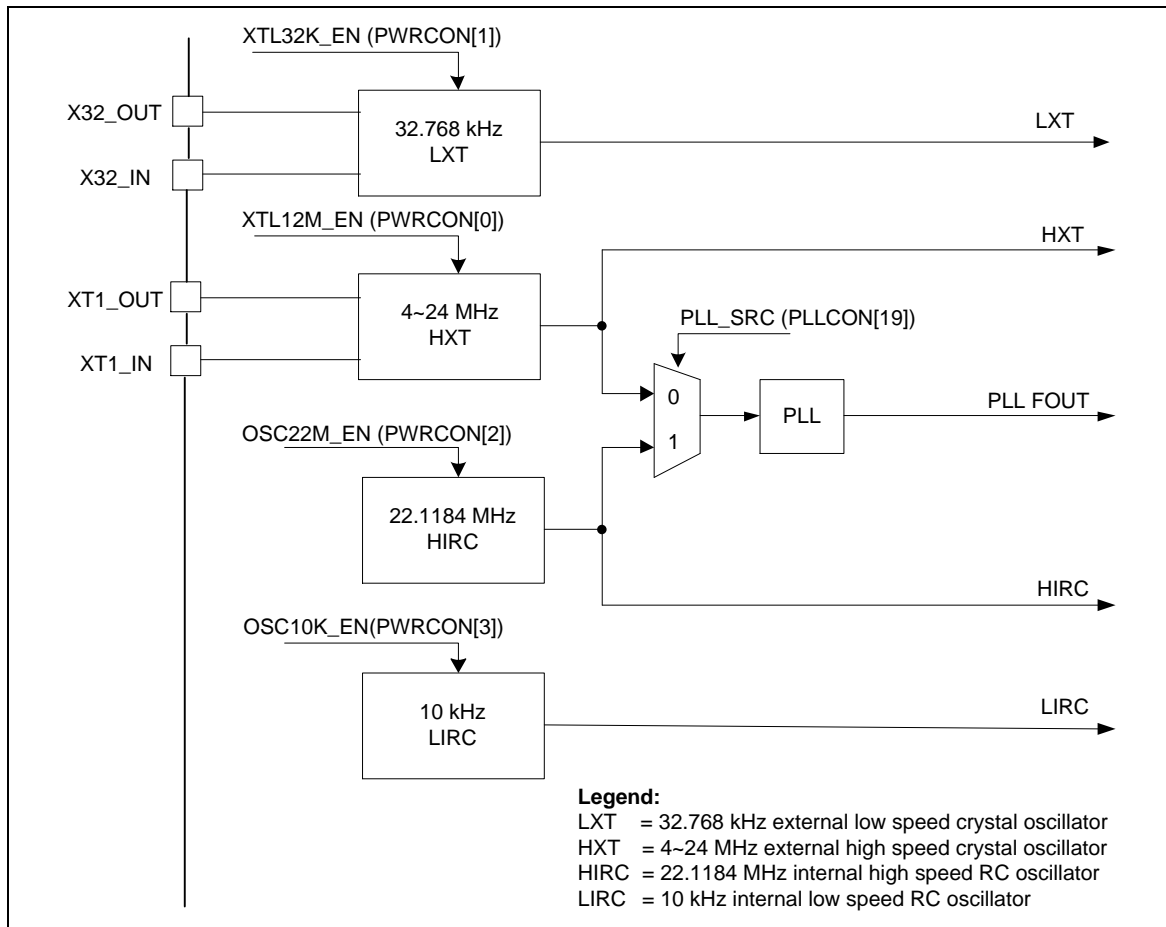 XTL32K_EN (PWRCON[1])
X32_OUT
32.768 kHz
LXT
LXT
X32_IN
XTL12M_EN (PWRCON[0])
HXT
XT1_OUT
4~24 MHz
HXT
PLL_SRC (PLLCON[19])
XT1_IN
0
1
PLL
PLL FOUT
OSC22M_EN (PWRCON[2])
22.1184 MHz
HIRC
HIRC
OSC10K_EN(PWRCON[3])
10 kHz
LIRC
LIRC
Legend:
LXT = 32.768 kHz external low speed crystal oscillator
HXT = 4~24 MHz external high speed crystal oscillator
HIRC = 22.1184 MHz internal high speed RC oscillator
LIRC = 10 kHz internal low speed RC oscillator